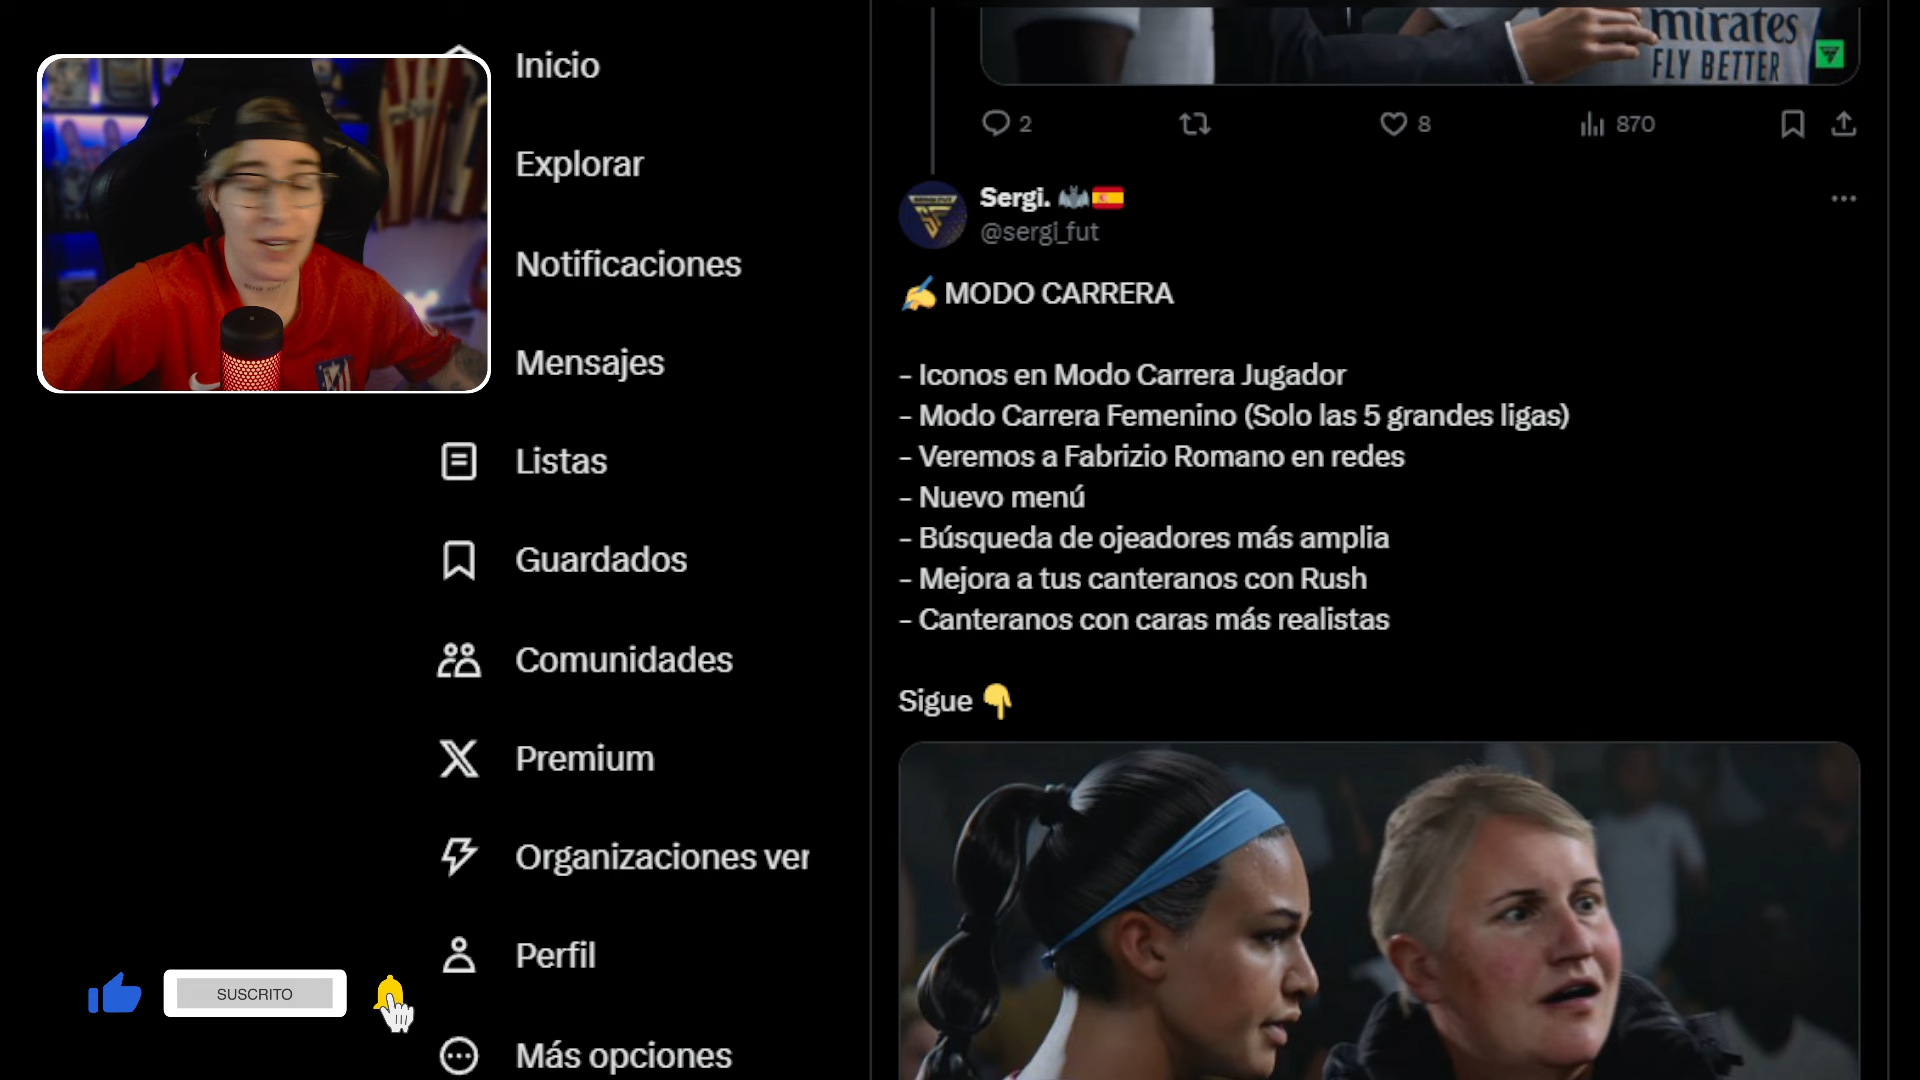 Inicio
Explorar
Notificaciones
Mensajes
Listas
Guardados
Comunidades
Premium
Organizaciones ver
Perfil
Más opciones
SUSCRITO
mirates
FLY BETTER
2
8
870
Sergi.
@sergi_fut
MODO CARRERA
- Iconos en Modo Carrera Jugador
- Modo Carrera Femenino (Solo las 5 grandes ligas)
- Veremos a Fabrizio Romano en redes
- Nuevo menú
- Búsqueda de ojeadores más amplia
- Mejora a tus canteranos con Rush
- Canteranos con caras más realistas
Sigue